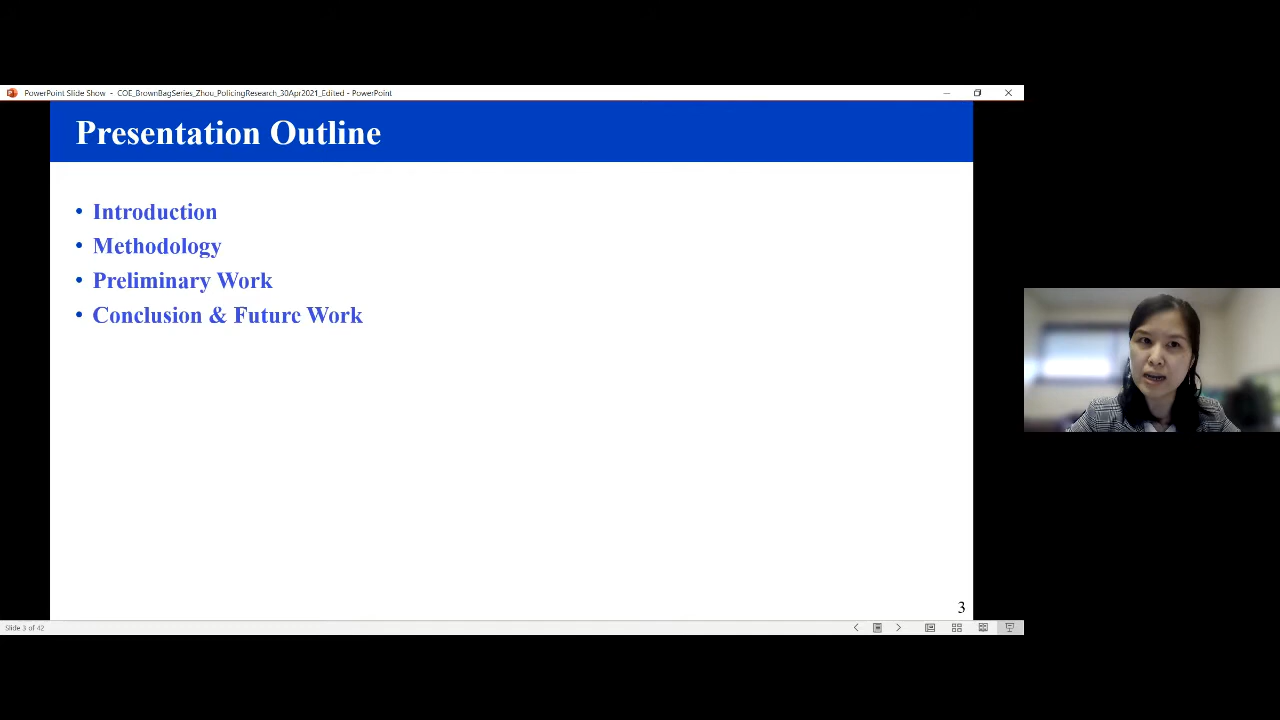 PowerPoint Slide Show - COE_BrownBagSeries_Zhou_PolicingResearch_30Apr2021_Edited - PowerPoint
Presentation Outline
• Introduction
• Methodology
• Preliminary Work
• Conclusion & Future Work
3
Slide 3 of 42